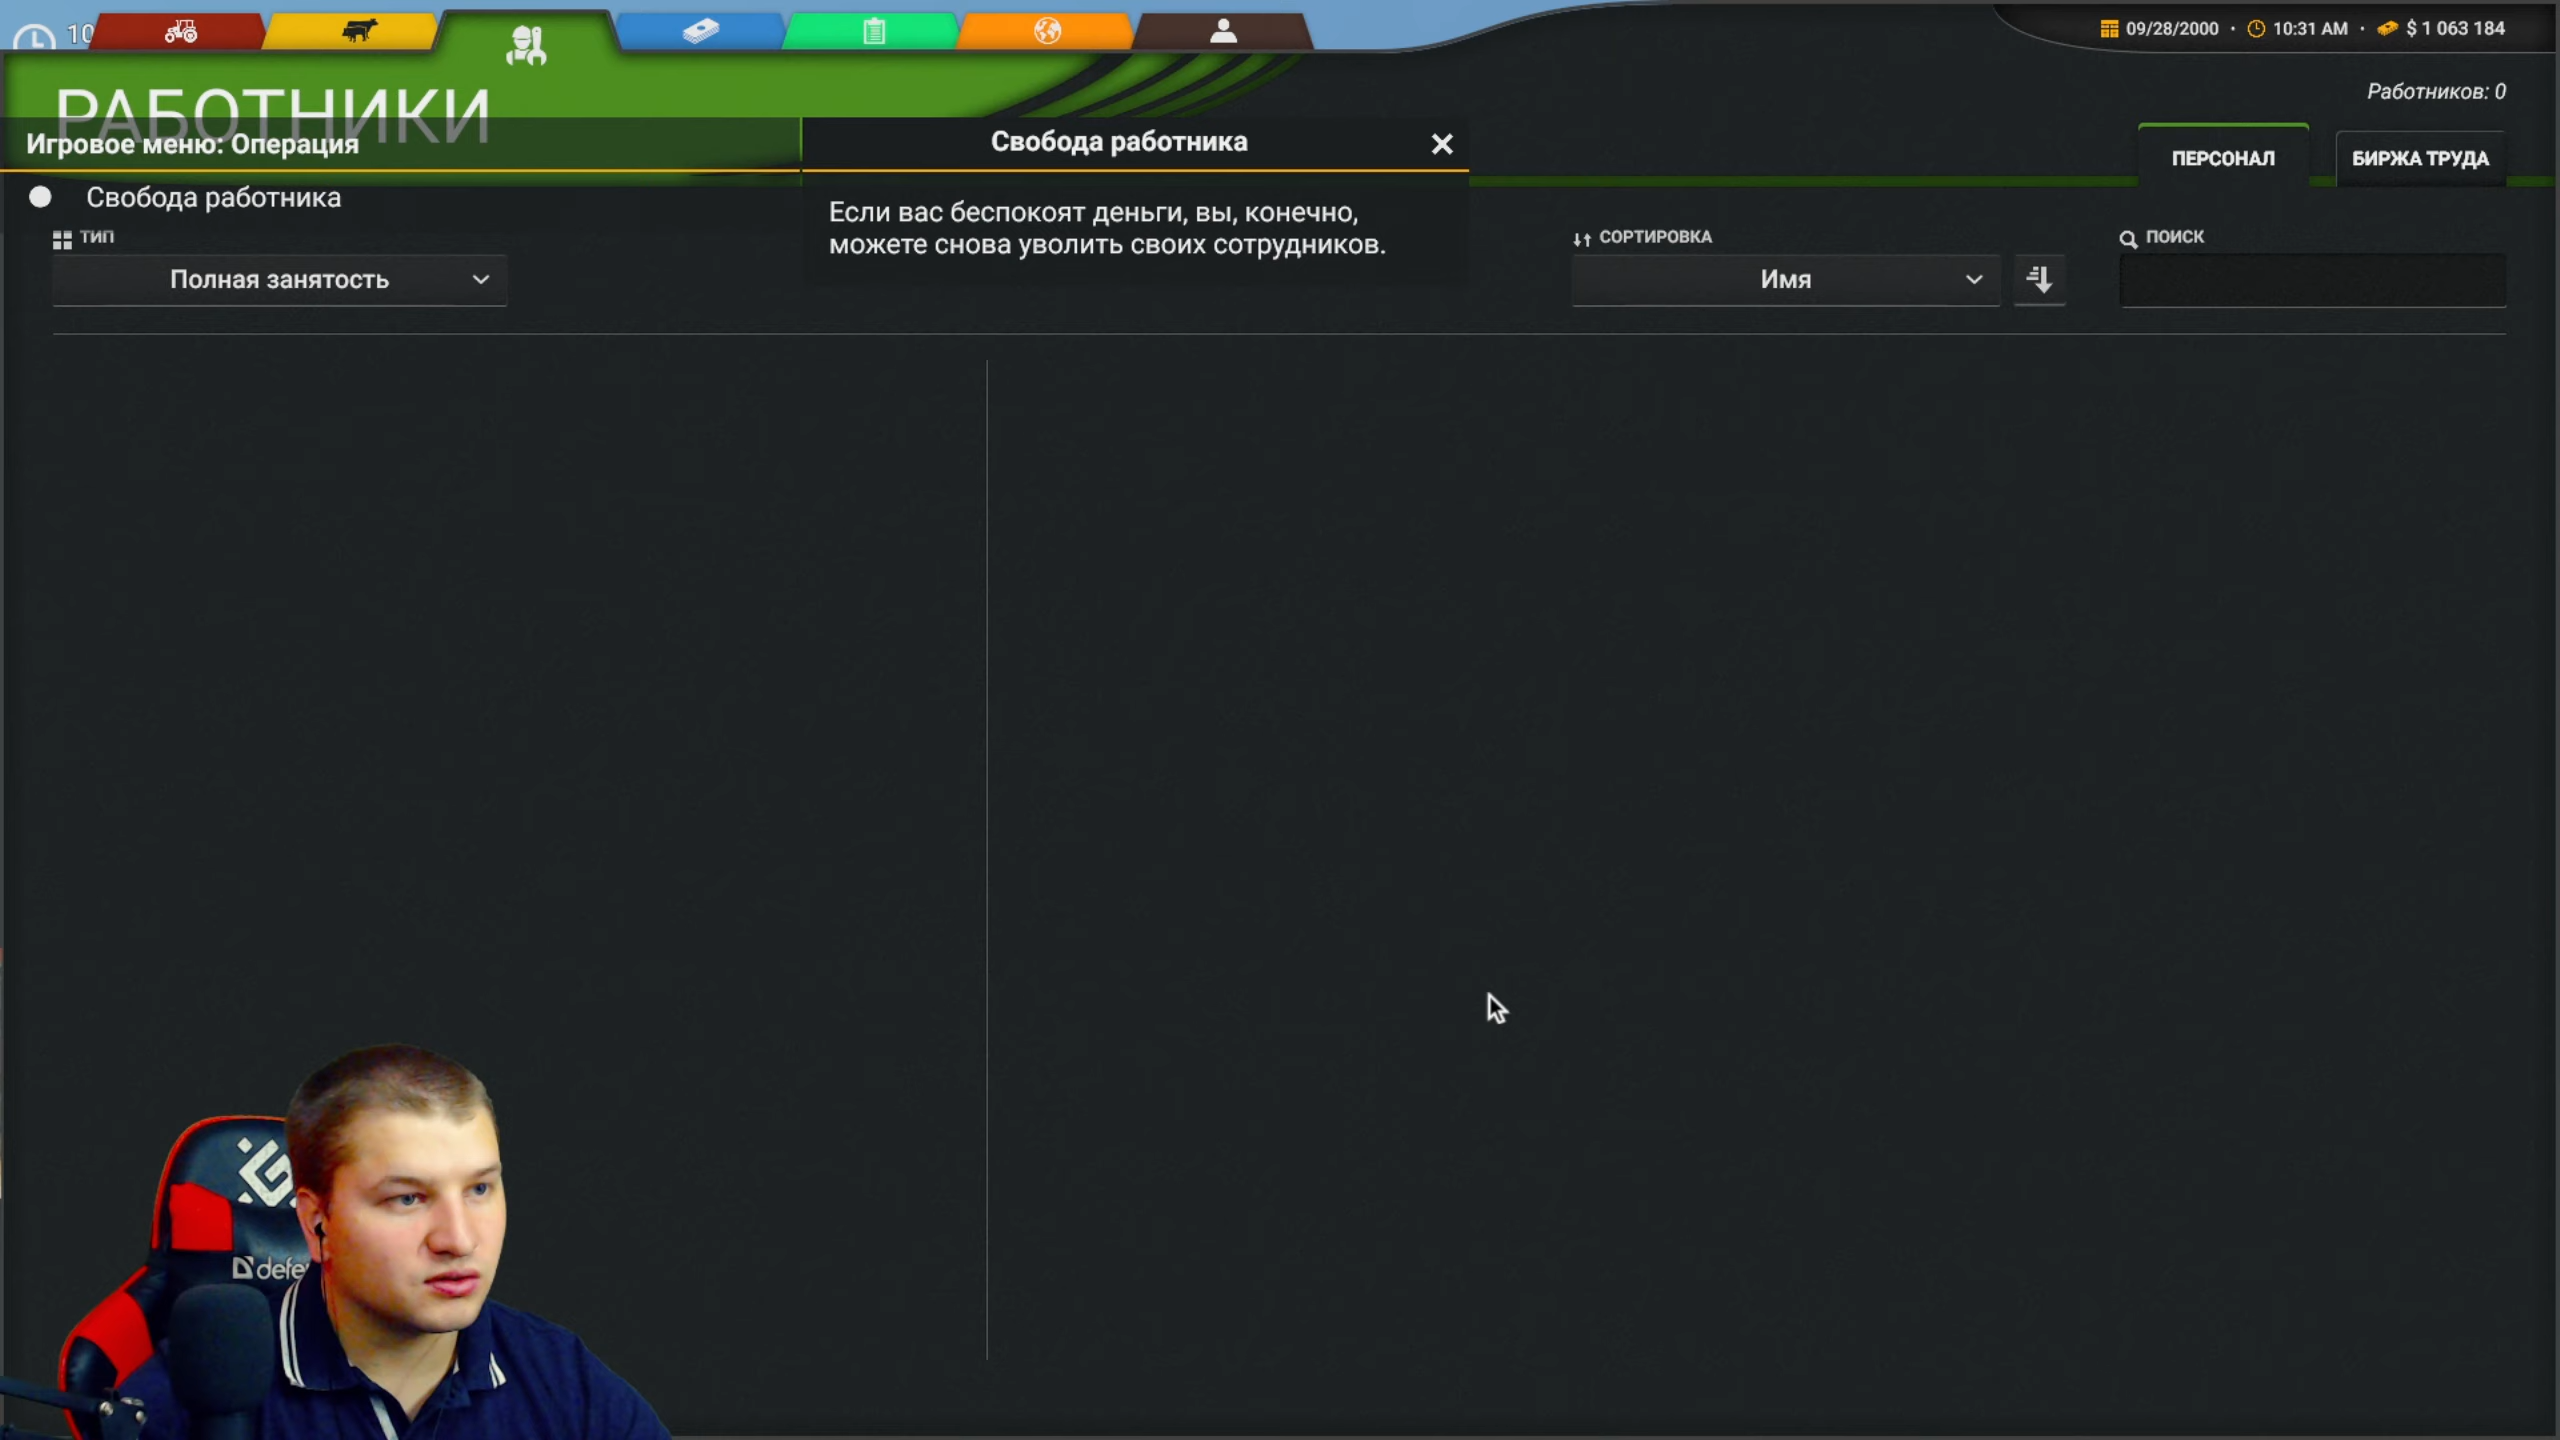 10
09/28/2000 · 10:31 AM · $ 1 063 184
РАБОТНИКИ
Работников: 0
Игровое меню: Операция
Свобода работника
ПЕРСОНАЛ
БИРЖА ТРУДА
Свобода работника
Если вас беспокоят деньги, вы, конечно,
можете снова уволить своих сотрудников.
ТИП
Полная занятость
СОРТИРОВКА
Имя
ПОИСК